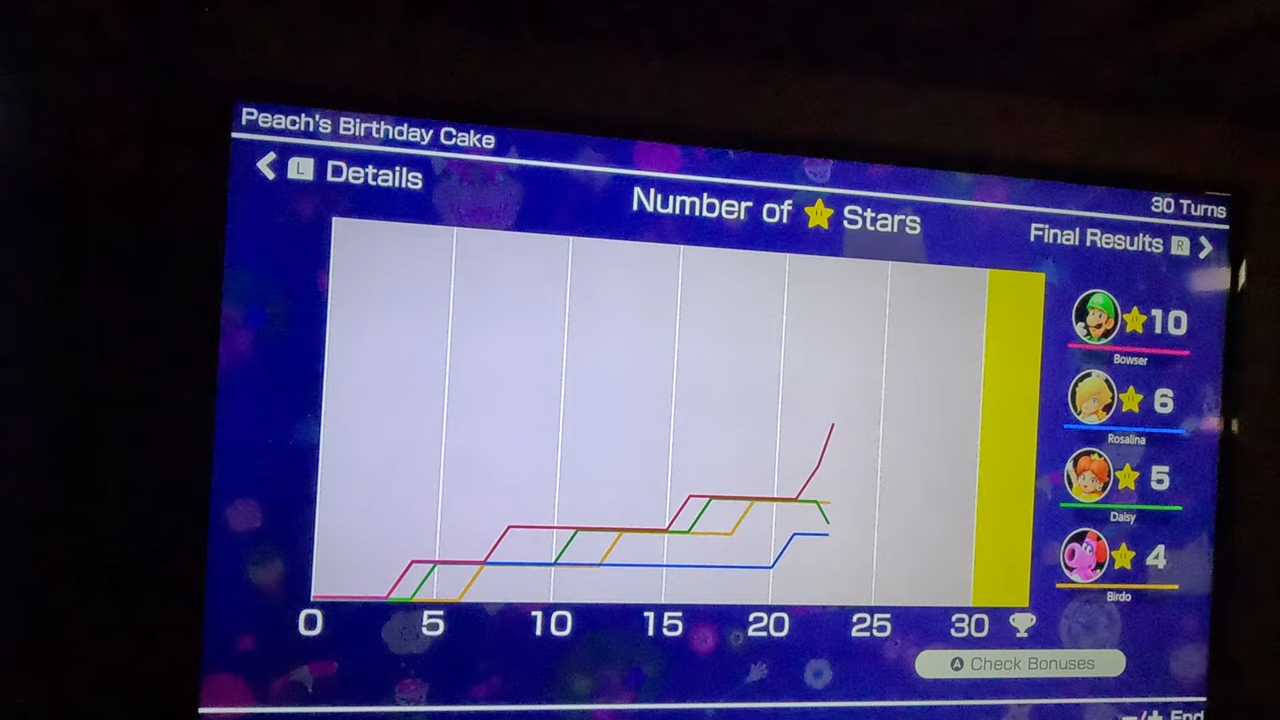 Peach's Birthday Cake
L Details
Number of Stars
30 Turns
Final Results R
10
Bowser
6
Rosalina
5
Daisy
4
Birdo
0 5 10 15 20 25 30
A Check Bonuses
-/+ End